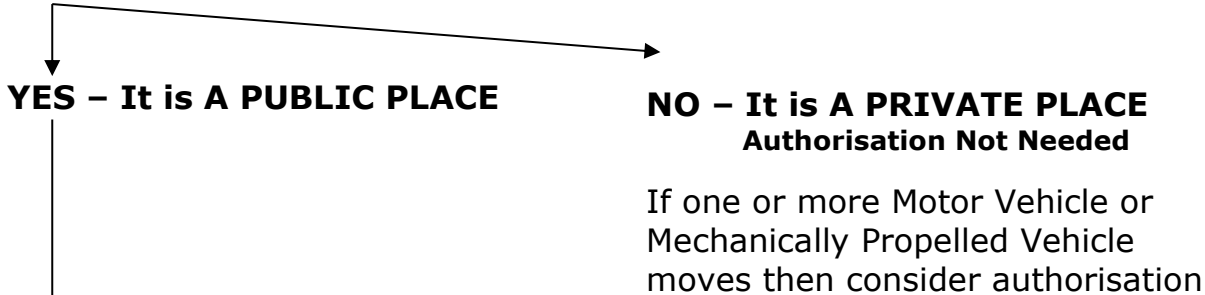 YES – It is A PUBLIC PLACE
NO – It is A PRIVATE PLACE
Authorisation Not Needed
If one or more Motor Vehicle or
Mechanically Propelled Vehicle
moves then consider authorisation